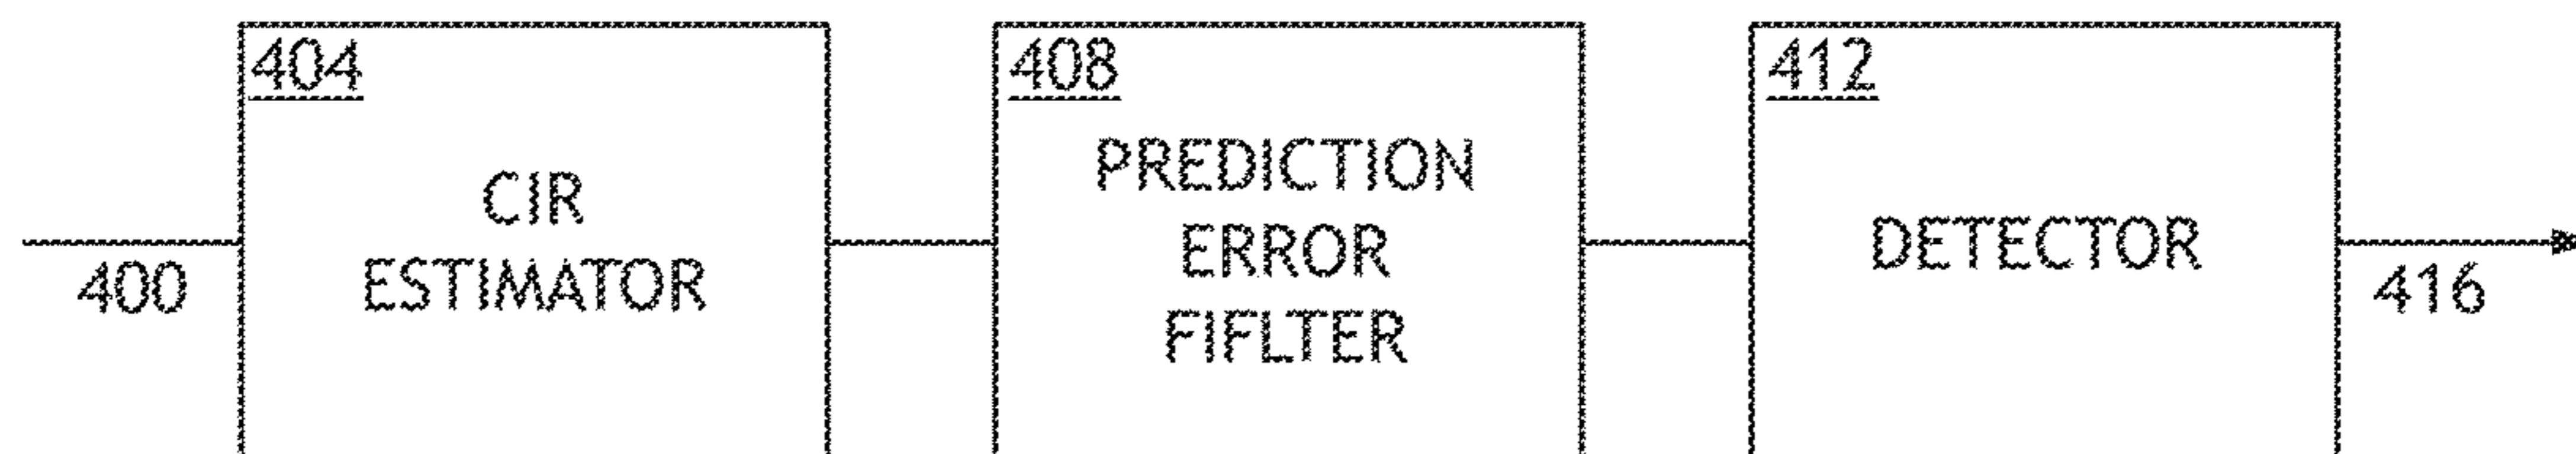 404
CIR
ESTIMATOR
400
408
PREDICTION
ERROR
FIFLTER
412
DETECTOR
416